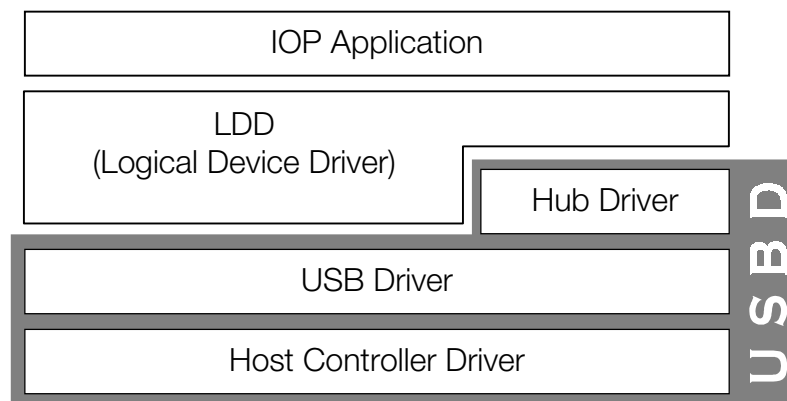 IOP Application
LDD
(Logical Device Driver)
Hub Driver
USB Driver
Host Controller Driver
USBD